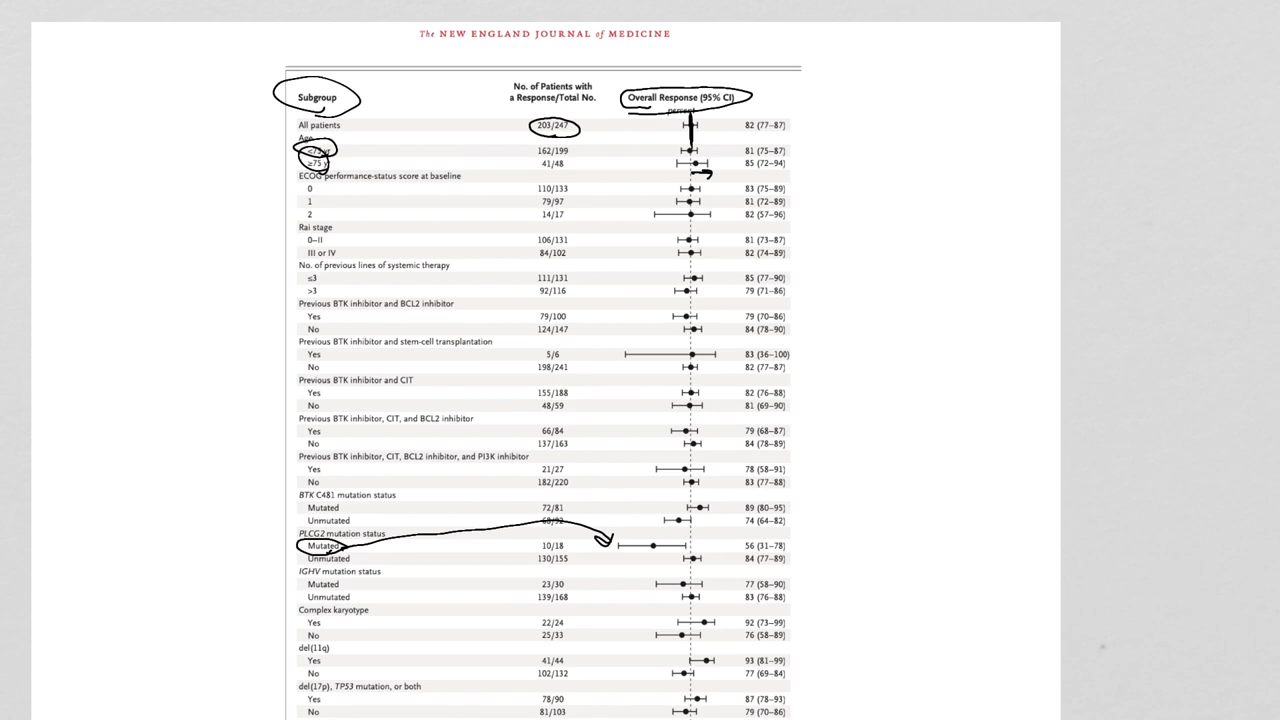 The NEW ENGLAND JOURNAL of MEDICINE
Subgroup No. of Patients with a Response/Total No. Overall Response (95% CI)
percent
All patients 203/247 82 (77–87)
Age
<75 yr 162/199 81 (75–87)
≥75 y 41/48 85 (72–94)
ECOG performance-status score at baseline
0 110/133 83 (75–89)
1 79/97 81 (72–89)
2 14/17 82 (57–96)
Rai stage
0–II 106/131 81 (73–87)
III or IV 84/102 82 (74–89)
No. of previous lines of systemic therapy
≤3 111/131 85 (77–90)
>3 92/116 79 (71–86)
Previous BTK inhibitor and BCL2 inhibitor
Yes 79/100 79 (70–86)
No 124/147 84 (78–90)
Previous BTK inhibitor and stem-cell transplantation
Yes 5/6 83 (36–100)
No 198/241 82 (77–87)
Previous BTK inhibitor and CIT
Yes 155/188 82 (76–88)
No 48/59 81 (69–90)
Previous BTK inhibitor, CIT, and BCL2 inhibitor
Yes 66/84 79 (68–87)
No 137/163 84 (78–89)
Previous BTK inhibitor, CIT, BCL2 inhibitor, and PI3K inhibitor
Yes 21/27 78 (58–91)
No 182/220 83 (77–88)
BTK C481 mutation status
Mutated 72/81 89 (80–95)
Unmutated 68/92 74 (64–82)
PLCG2 mutation status
Mutated 10/18 56 (31–78)
Unmutated 130/155 84 (77–89)
IGHV mutation status
Mutated 23/30 77 (58–90)
Unmutated 139/168 83 (76–88)
Complex karyotype
Yes 22/24 92 (73–99)
No 25/33 76 (58–89)
del(11q)
Yes 41/44 93 (81–99)
No 102/132 77 (69–84)
del(17p), TP53 mutation, or both
Yes 78/90 87 (78–93)
No 81/103 79 (70–86)